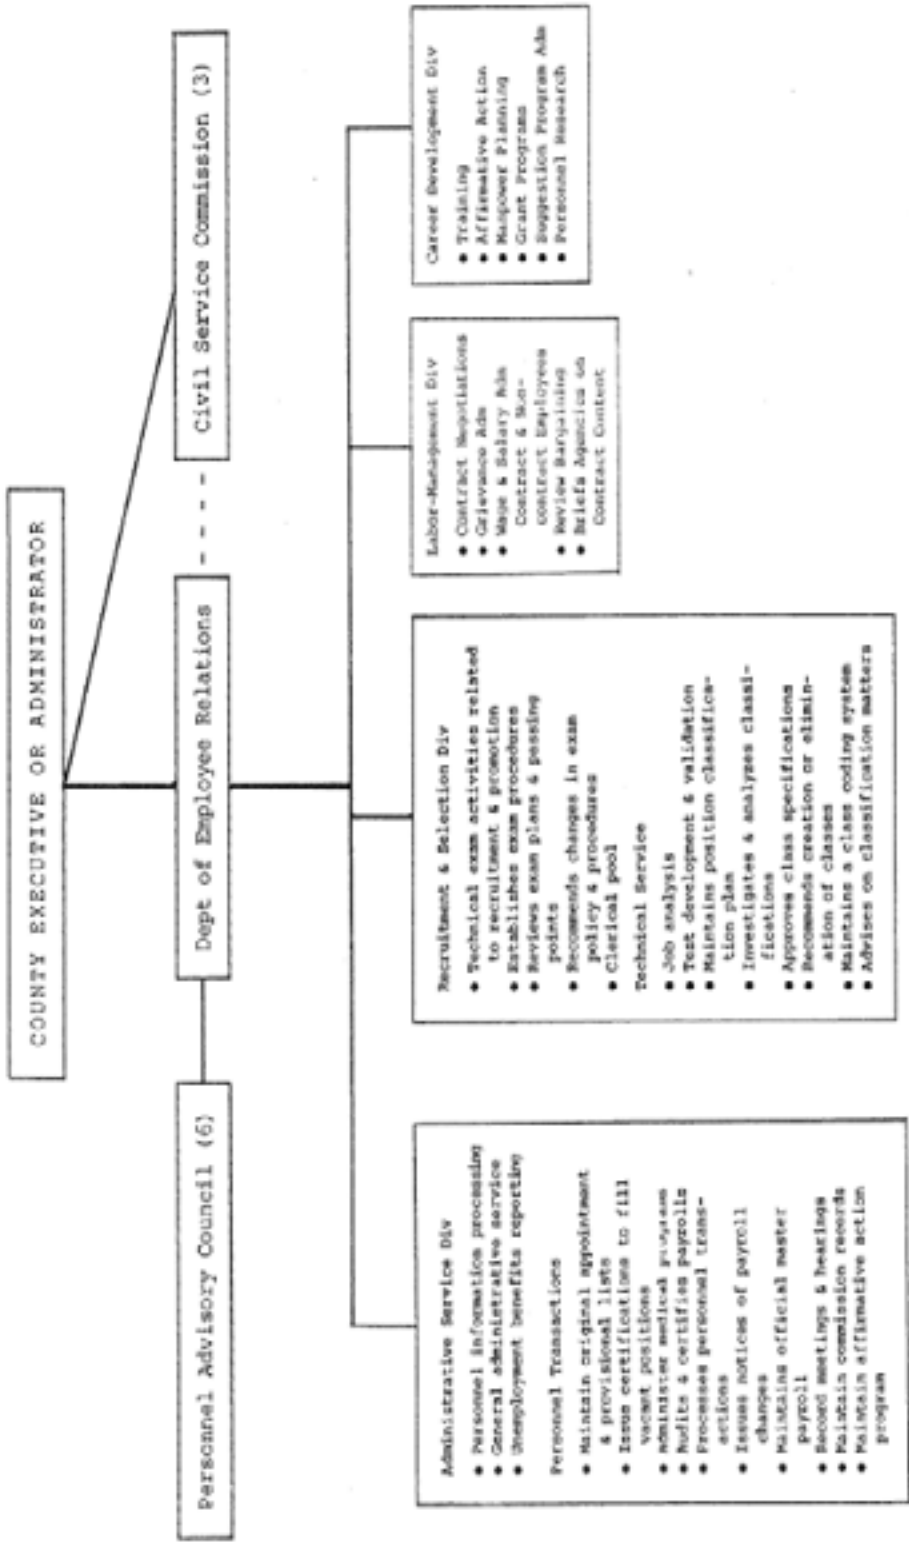 COUNTY EXECUTIVE OR ADMINISTRATOR
Personnel Advisory Council (6)
Dept of Employee Relations
Civil Service Commission (3)
Administrative Service Div
● Personnel information processing
● General administrative service
● Unemployment benefits reporting
Personnel Transactions
● Maintain original appointment
& provisional lists
● Issue certifications to fill
vacant positions
● Administer medical programs
● Audits & certifies payrolls
● Processes personnel trans-
actions
● Issues notices of payroll
changes
● Maintains official master
payroll
● Record meetings & hearings
● Maintain commission records
● Maintain affirmative action
program
Recruitment & Selection Div
● Technical exam activities related
to recruitment & promotion
● Establishes exam procedures
● Reviews exam plans & passing
points
● Recommends changes in exam
policy & procedures
● Clerical pool
Technical Service
● Job analysis
● Test development & validation
● Maintains position classifica-
tion plan
● Investigates & analyzes classi-
fications
● Approves class specifications
● Recommends creation or elimin-
ation of classes
● Maintains a class coding system
● Advises on classification matters
Labor-Management Div
● Contract Negotiations
● Grievance Adm
● Wage & Salary Adm
Contract & Non-
contract Employees
● Review Bargaining
● Briefs Agencies on
Contract Content
Career Development Div
● Training
● Affirmative Action
● Manpower Planning
● Grant Programs
● Suggestion Program Adm
● Personnel Research